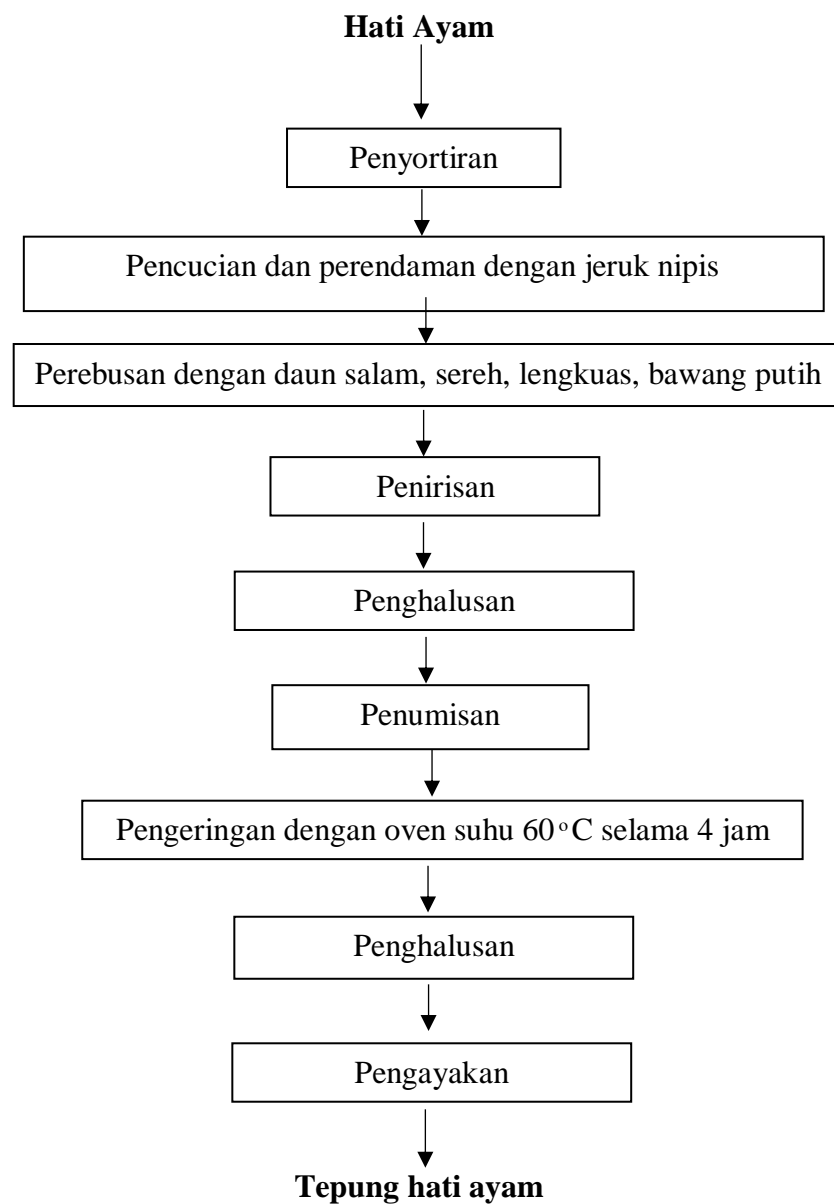 Hati Ayam
Penyortiran
Pencucian dan perendaman dengan jeruk nipis
Perebusan dengan daun salam, sereh, lengkuas, bawang putih
Penirisan
Penghalusan
Penumisan
Pengeringan dengan oven suhu 60°C selama 4 jam
Penghalusan
Pengayakan
Tepung hati ayam